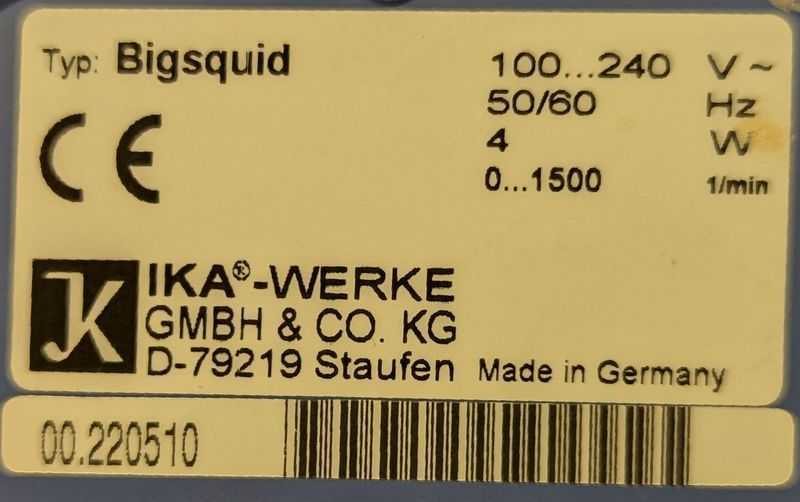 Typ: Bigsquid
100...240 V ~
50/60 Hz
4 W
0...1500 1/min
CE
IKA®-WERKE
GMBH & CO. KG
D-79219 Staufen Made in Germany
00.220510